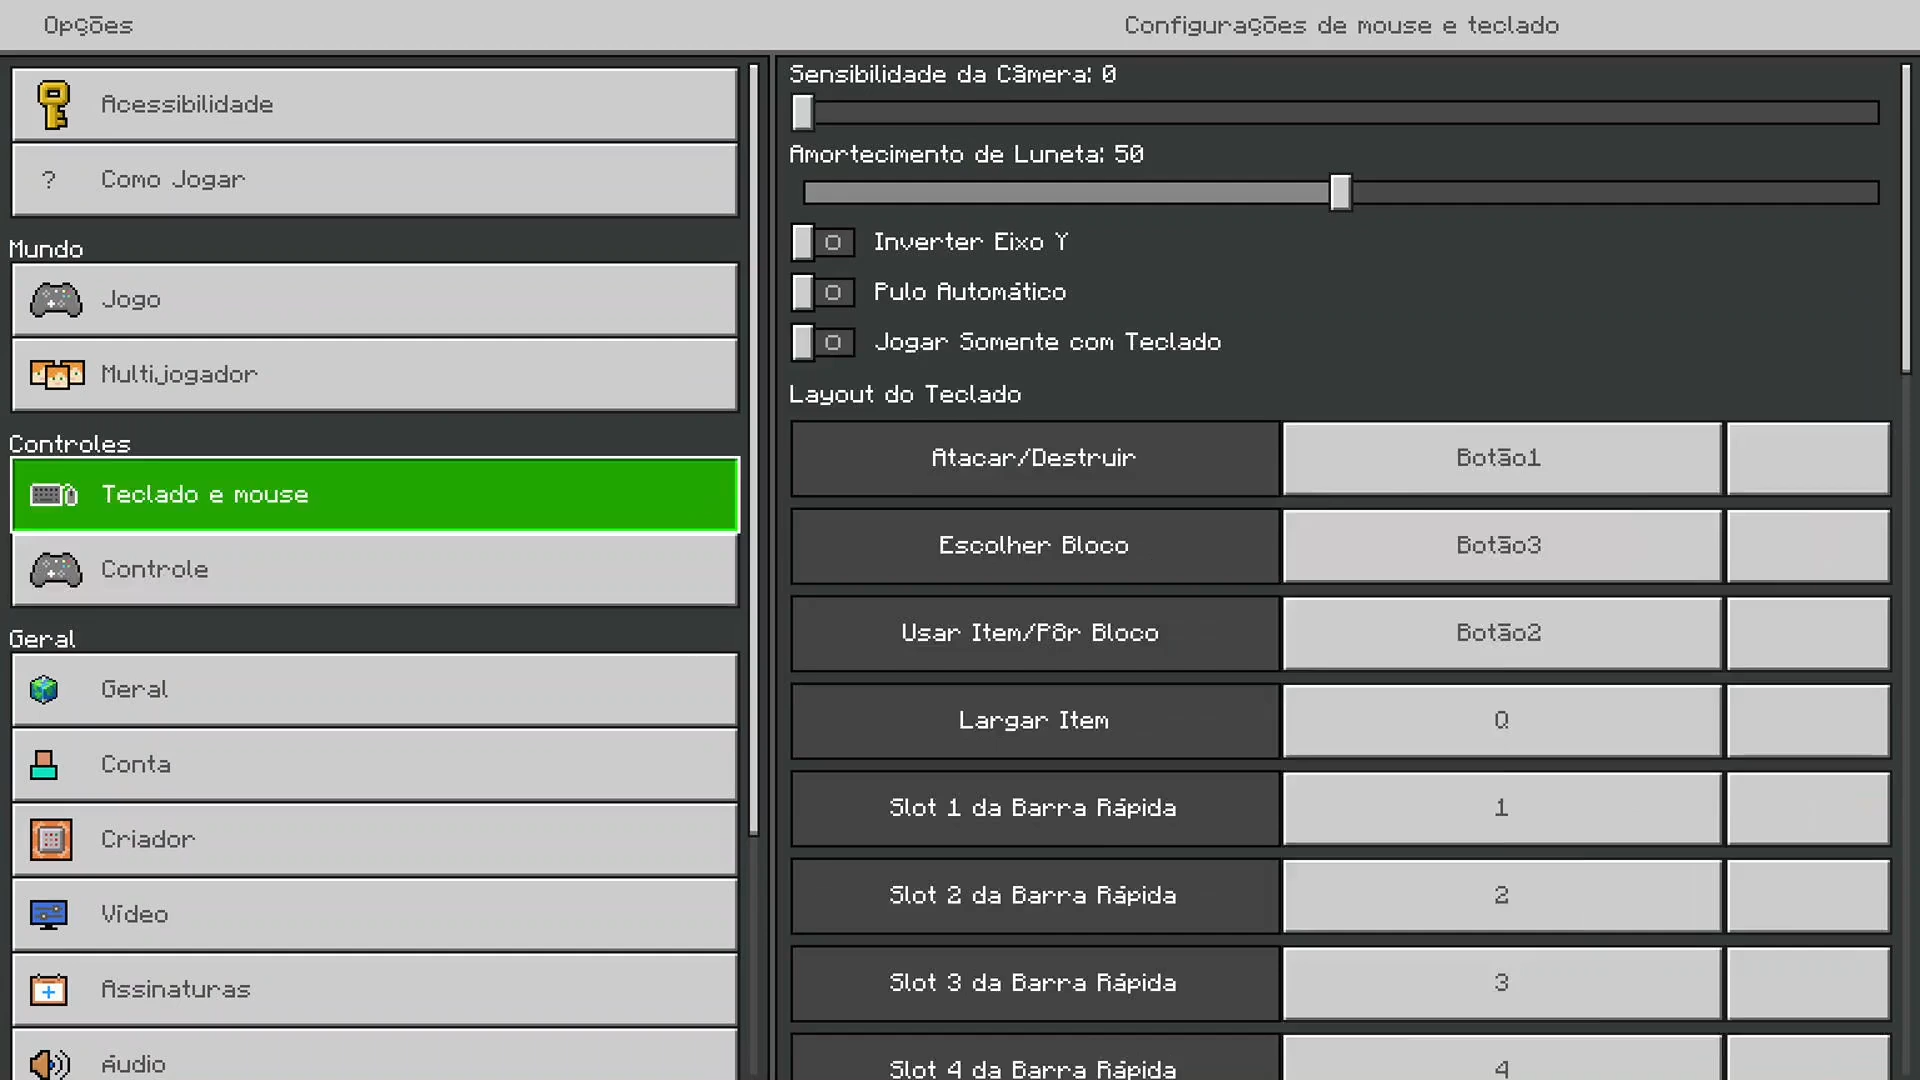 Opções
Configurações de mouse e teclado
Acessibilidade
? Como Jogar
Mundo
Jogo
Multijogador
Controles
Teclado e mouse
Controle
Geral
Geral
Conta
Criador
Vídeo
Assinaturas
áudio
Sensibilidade da Câmera: 0
Amortecimento de Luneta: 50
Inverter Eixo Y
Pulo Automático
Jogar Somente com Teclado
Layout do Teclado
Atacar/Destruir Botão1
Escolher Bloco Botão3
Usar Item/Pôr Bloco Botão2
Largar Item Q
Slot 1 da Barra Rápida 1
Slot 2 da Barra Rápida 2
Slot 3 da Barra Rápida 3
Slot 4 da Barra Rápida 4